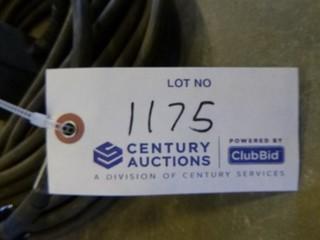 LOT NO
1175
CENTURY AUCTIONS
POWERED BY
ClubBid
A DIVISION OF CENTURY SERVICES